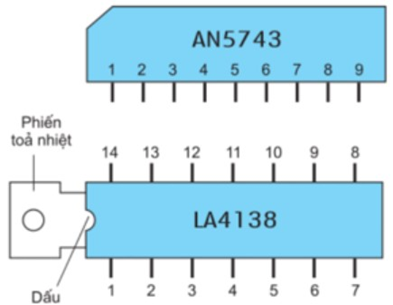 AN5743
1 2 3 4 5 6 7 8 9
Phiến
toả nhiệt
14 13 12 11 10 9 8
LA4138
Dấu
1 2 3 4 5 6 7